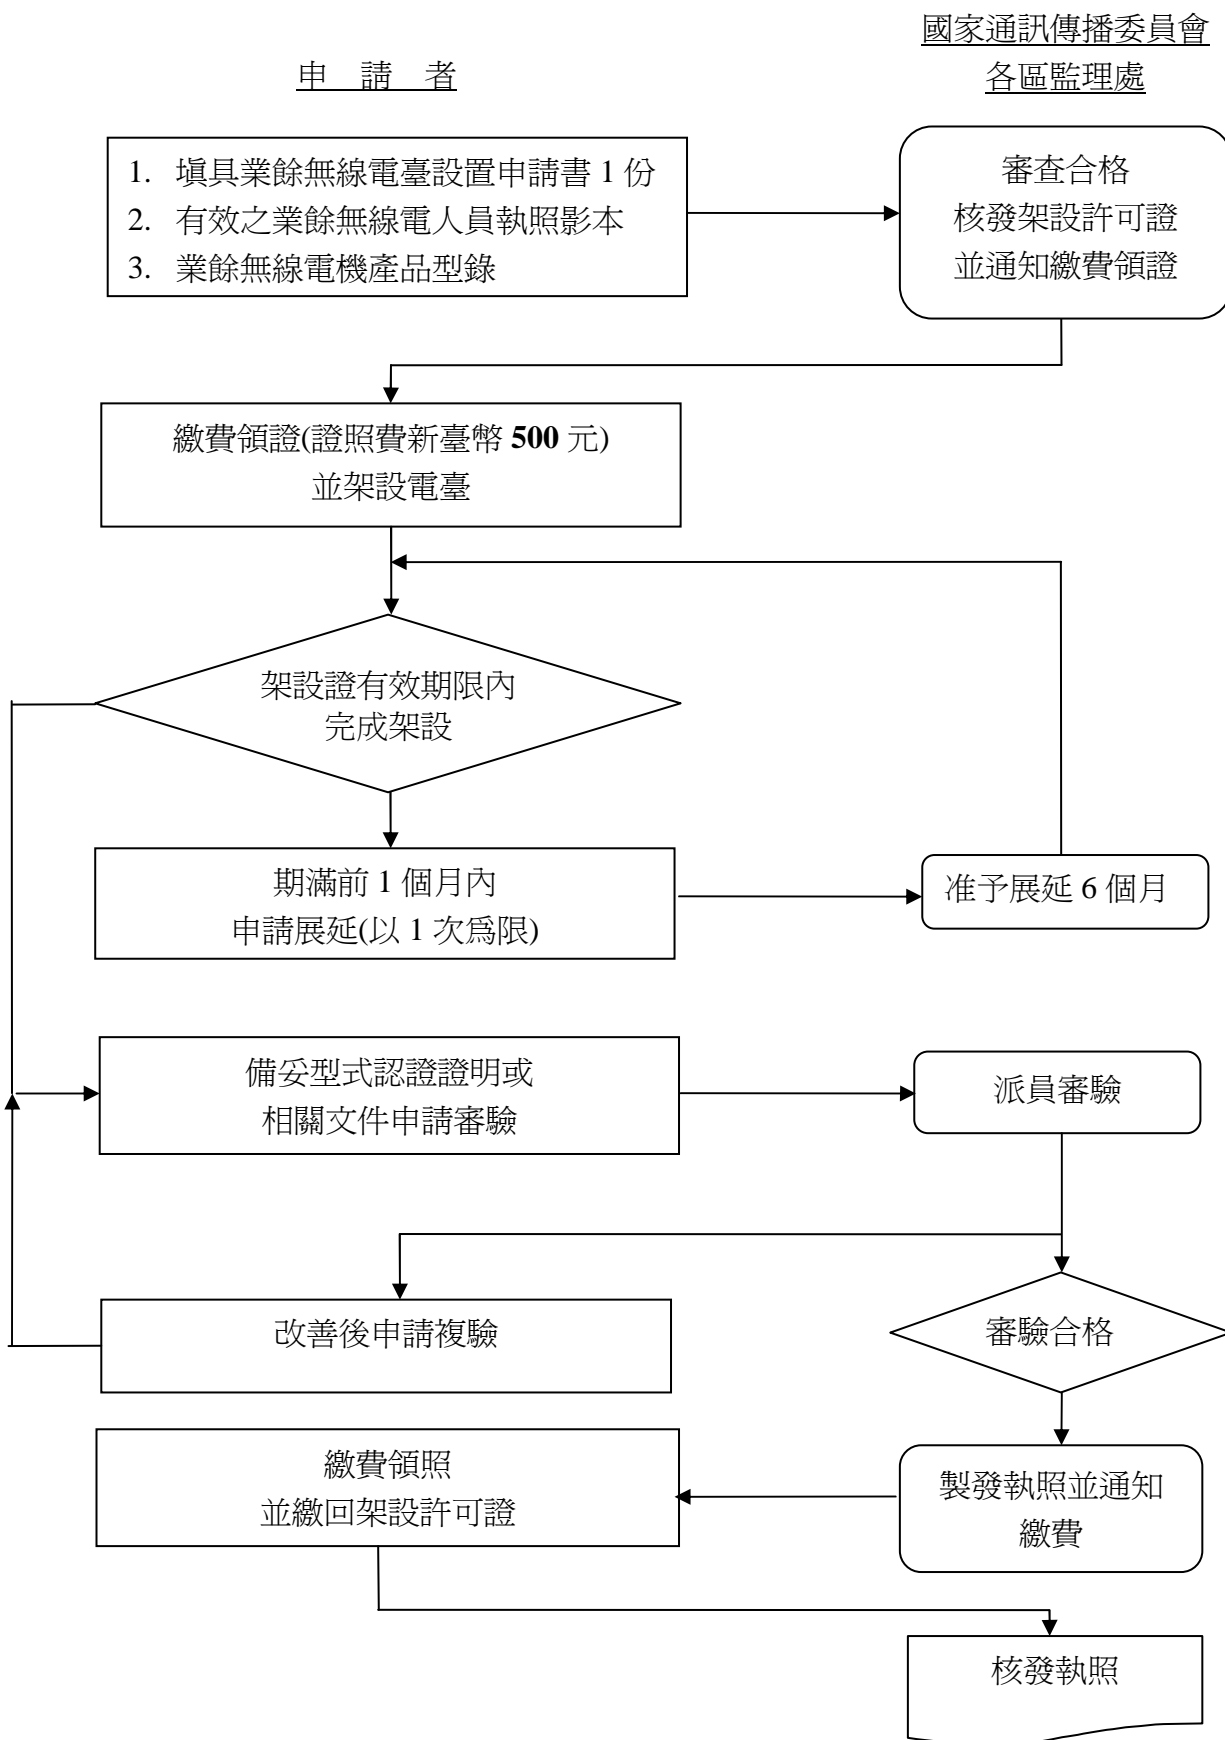 國家通訊傳播委員會
各區監理處
申 請 者
1. 填具業餘無線電臺設置申請書 1 份
2. 有效之業餘無線電人員執照影本
3. 業餘無線電機產品型錄
審查合格
核發架設許可證
並通知繳費領證
繳費領證(證照費新臺幣 500 元)
並架設電臺
架設證有效期限內
完成架設
期滿前 1 個月內
申請展延(以 1 次為限)
准予展延 6 個月
備妥型式認證證明或
相關文件申請審驗
派員審驗
改善後申請複驗
審驗合格
繳費領照
並繳回架設許可證
製發執照並通知
繳費
核發執照